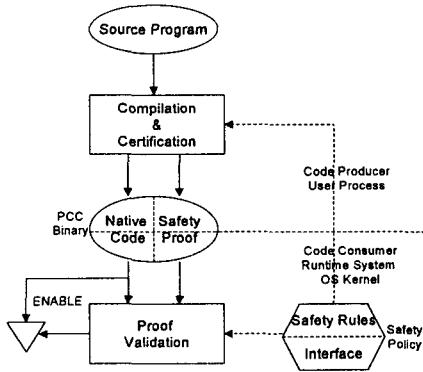 Source Program
Compilation
&
Certification
Code Producer
User Process
PCC
Binary
Native
Code
Safety
Proof
Code Consumer
Runtime System
OS Kernel
ENABLE
Proof
Validation
Safety Rules
Interface
Safety
Policy